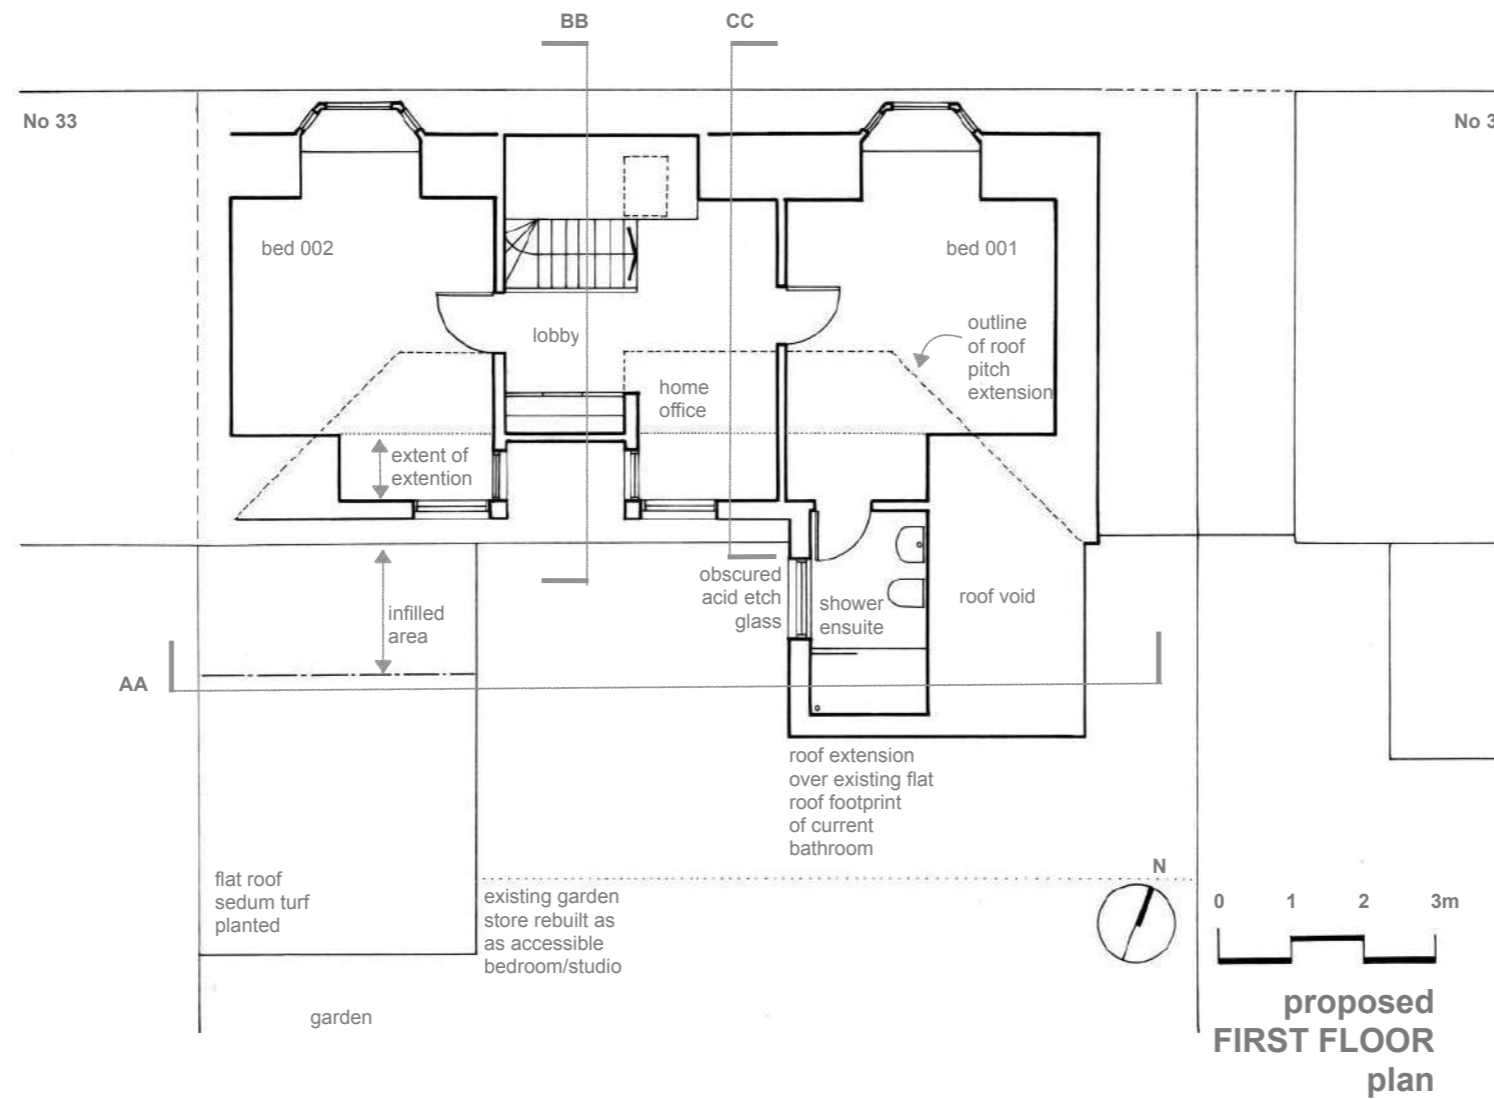 BB
CC
No 33
No 3
bed 002
bed 001
lobby
outline
of roof
pitch
extension
home
office
extent of
extention
obscured
acid etch
glass
shower
ensuite
roof void
infilled
area
AA
roof extension
over existing flat
roof footprint
of current
bathroom
flat roof
sedum turf
planted
existing garden
store rebuilt as
as accessible
bedroom/studio
garden
N
0 1 2 3m
proposed
FIRST FLOOR
plan